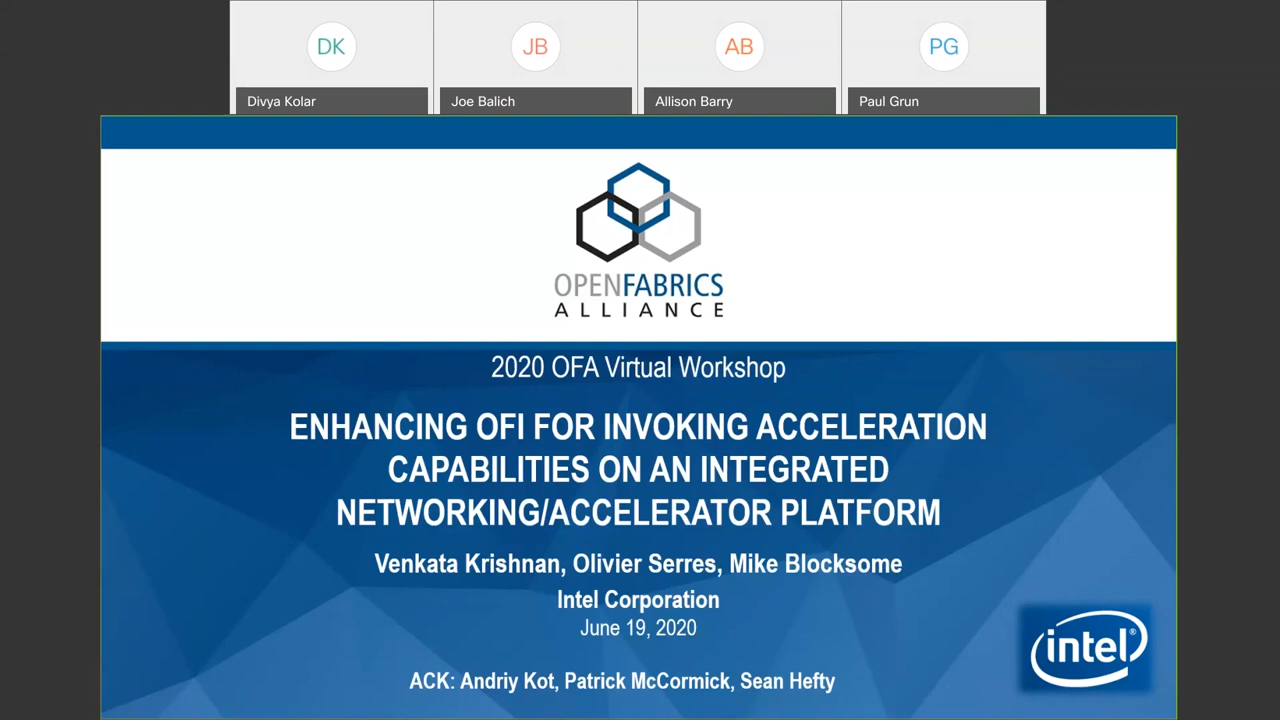 DK
JB
AB
PG
Divya Kolar
Joe Balich
Allison Barry
Paul Grun
OPENFABRICS
ALLIANCE
2020 OFA Virtual Workshop
ENHANCING OFI FOR INVOKING ACCELERATION
CAPABILITIES ON AN INTEGRATED
NETWORKING/ACCELERATOR PLATFORM
Venkata Krishnan, Olivier Serres, Mike Blocksome
Intel Corporation
June 19, 2020
intel®
ACK: Andriy Kot, Patrick McCormick, Sean Hefty